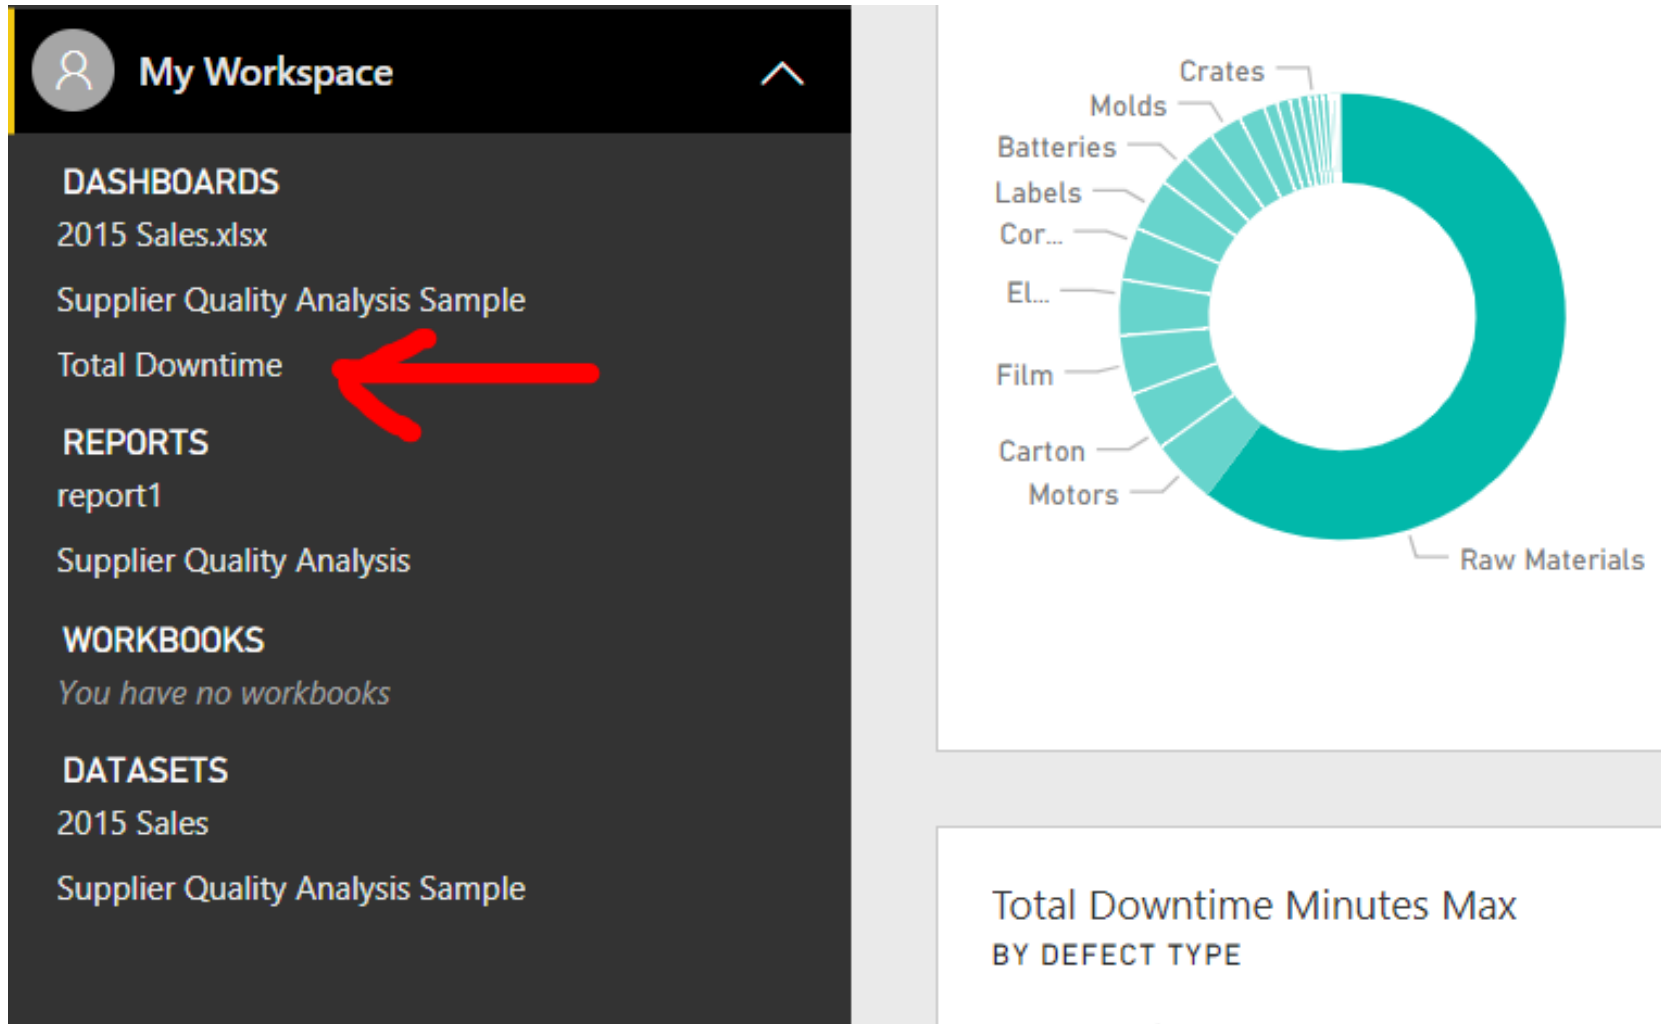 My Workspace
DASHBOARDS
2015 Sales.xlsx
Supplier Quality Analysis Sample
Total Downtime
REPORTS
report1
Supplier Quality Analysis
WORKBOOKS
You have no workbooks
DATASETS
2015 Sales
Supplier Quality Analysis Sample
Crates
Molds
Batteries
Labels
Cor...
El...
Film
Carton
Motors
Raw Materials
Total Downtime Minutes Max
BY DEFECT TYPE